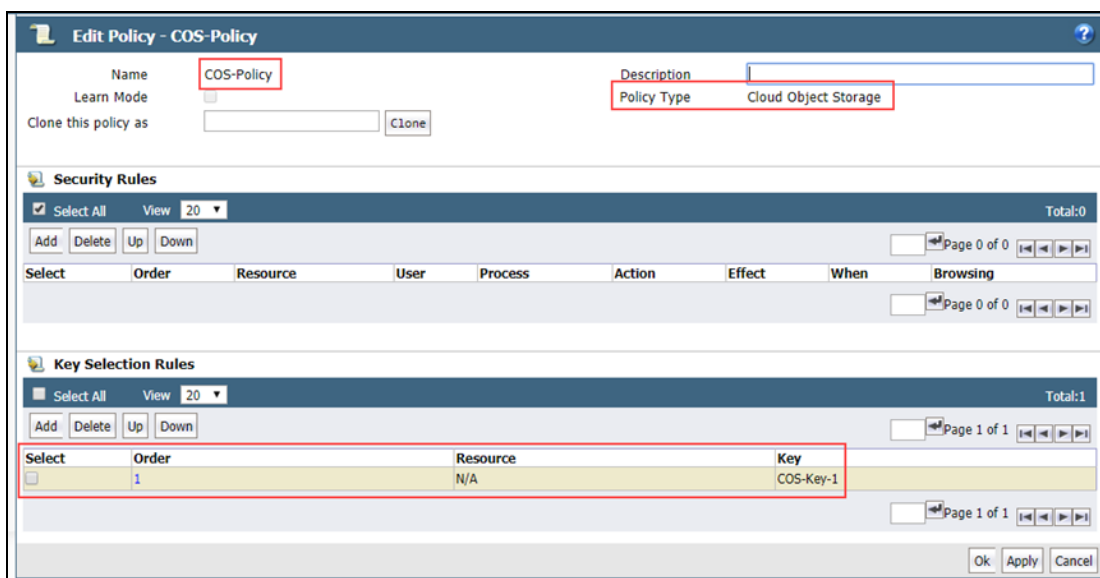 Edit Policy - COS-Policy ?
Name COS-Policy Description
Learn Mode Policy Type Cloud Object Storage
Clone this policy as Clone
Security Rules
Select All View 20 Total:0
Add Delete Up Down Page 0 of 0
Select Order Resource User Process Action Effect When Browsing
Page 0 of 0
Key Selection Rules
Select All View 20 Total:1
Add Delete Up Down Page 1 of 1
Select Order Resource Key
1 N/A COS-Key-1
Page 1 of 1
Ok Apply Cancel